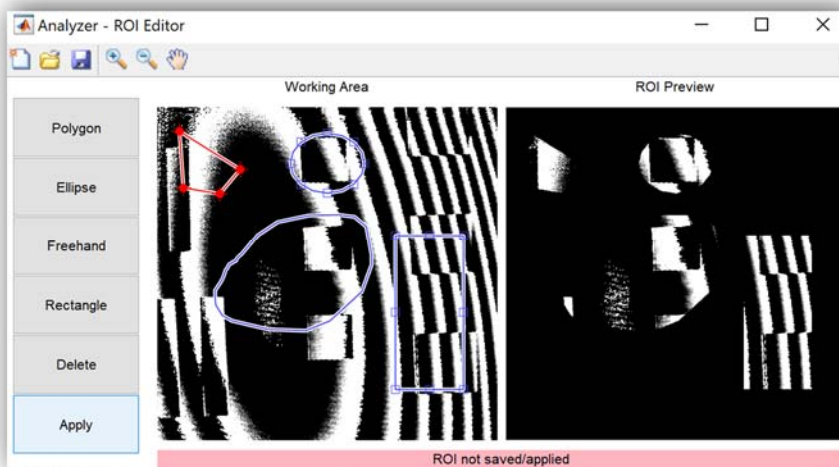 Analyzer - ROI Editor
Working Area
ROI Preview
Polygon
Ellipse
Freehand
Rectangle
Delete
Apply
ROI not saved/applied